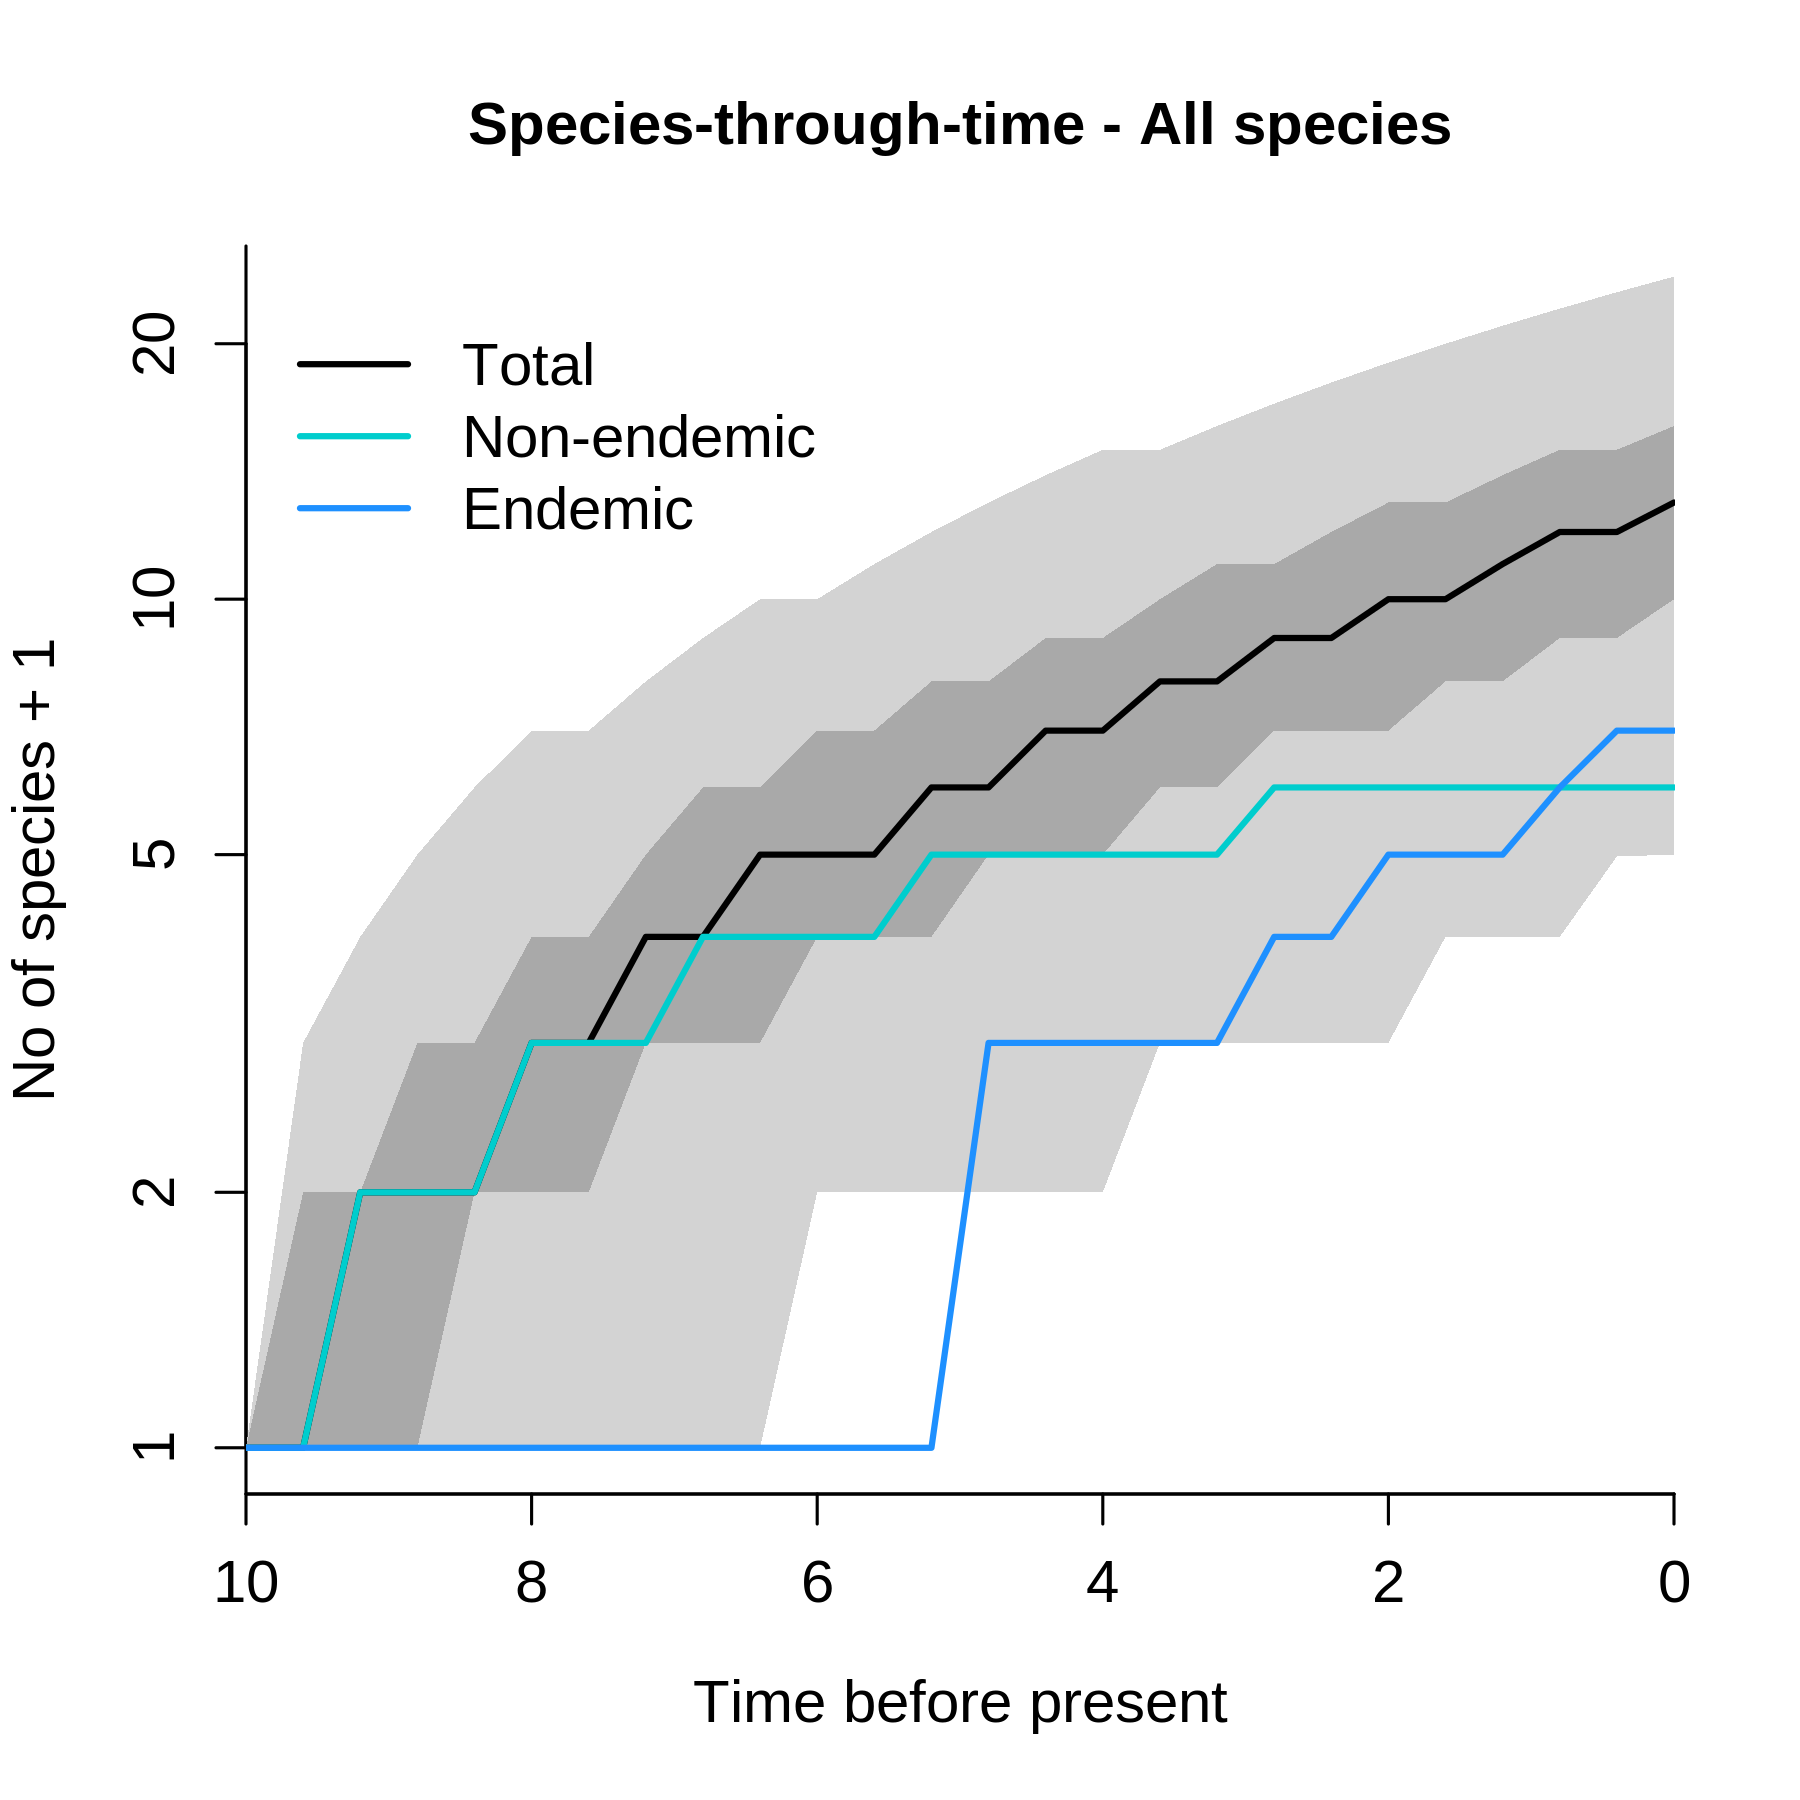 Species-through-time - All species
Total
Non-endemic
Endemic
No of species + 1
20
10
5
2
1
10 8 6 4 2 0
Time before present